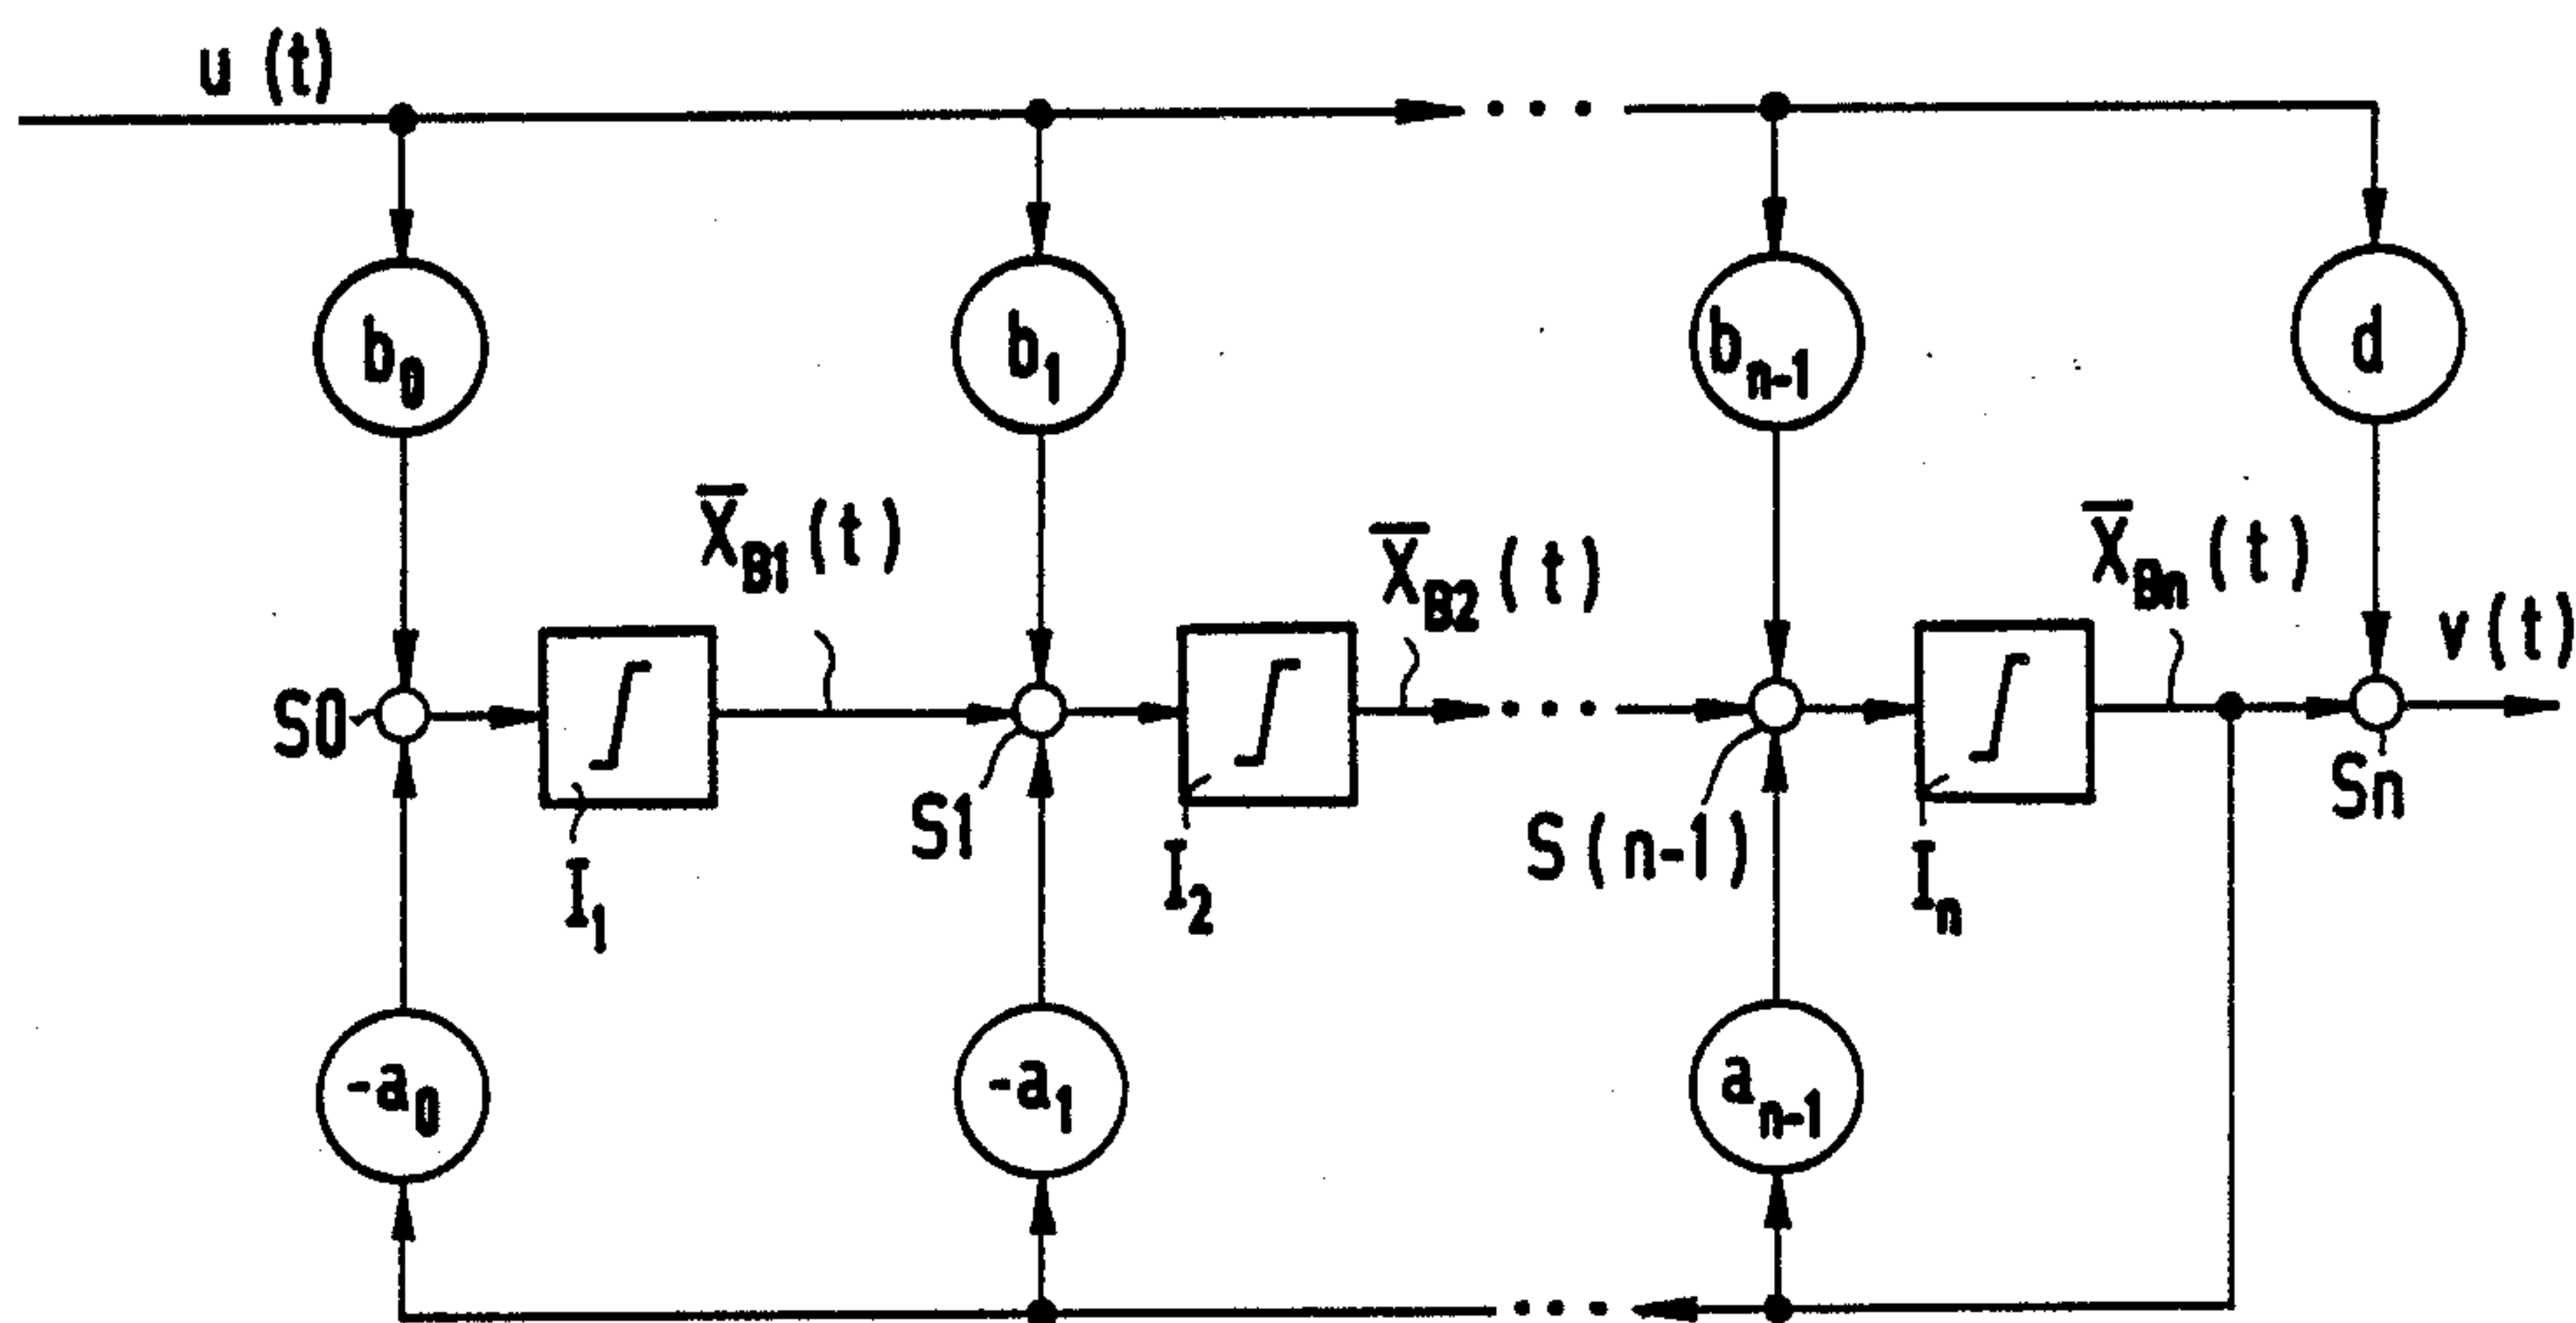 u (t)
b0
b1
bn-1
d
X̅B1 (t)
X̅B2 (t)
X̅Bn (t)
v (t)
S0
S1
S (n-1)
Sn
I1
I2
In
-a0
-a1
an-1